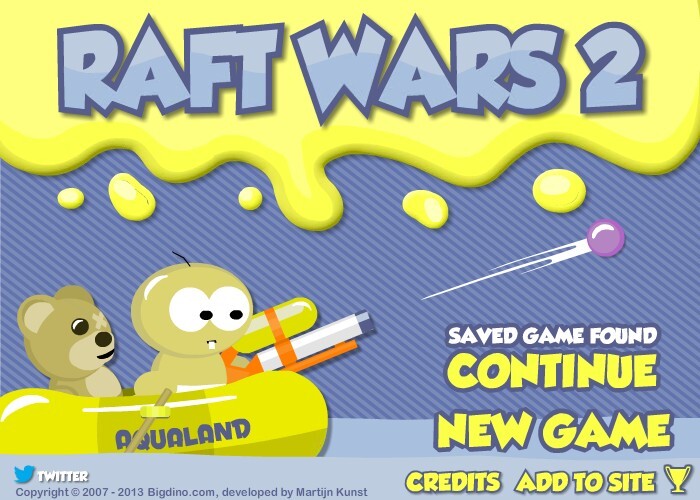 RAFT WARS 2
SAVED GAME FOUND
CONTINUE
NEW GAME
AQUALAND
TWITTER
CREDITS ADD TO SITE
Copyright © 2007 - 2013 Bigdino.com, developed by Martijn Kunst